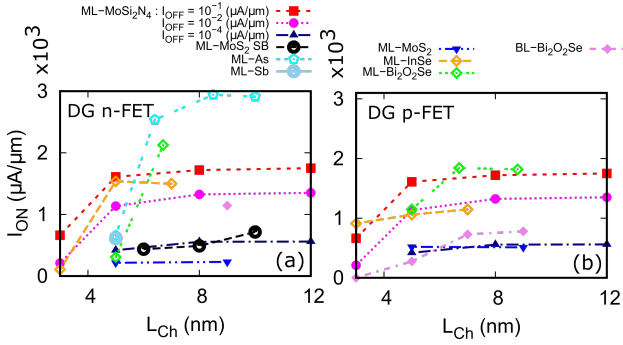 ML−MoSi2N4 : IOFF = 10−1 (μA/μm)
IOFF = 10−2 (μA/μm)
IOFF = 10−4 (μA/μm)
ML−MoS2 SB
ML−As
ML−Sb
ML−MoS2
ML−InSe
ML−Bi2O2Se
BL−Bi2O2Se
x10^3
DG n-FET
ION (μA/μm)
3
2
1
0
(a)
4 8 12
LCh (nm)
x10^3
DG p-FET
3
2
1
0
(b)
4 8 12
LCh (nm)